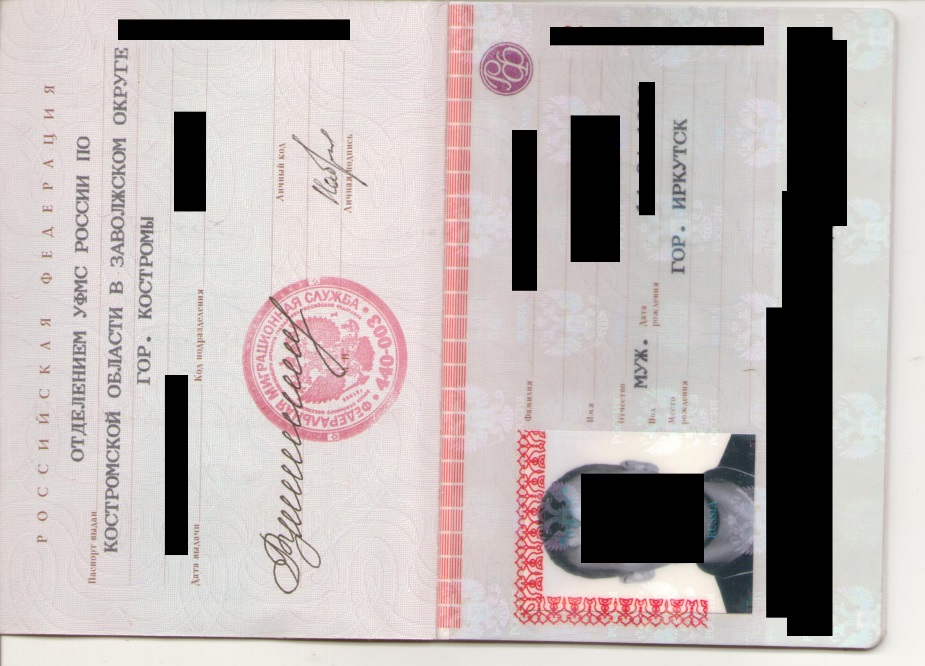 РОССИЙСКАЯ ФЕДЕРАЦИЯ
Паспорт выдан
ОТДЕЛЕНИЕМ УФМС РОССИИ ПО
КОСТРОМСКОЙ ОБЛАСТИ В ЗАВОЛЖСКОМ ОКРУГЕ
ГОР. КОСТРОМЫ
Дата выдачи
Код подразделения
Личный код
Личная подпись
ФЕДЕРАЛЬНАЯ МИГРАЦИОННАЯ СЛУЖБА
440-003
РФ
Фамилия
Имя
Отчество
Пол
МУЖ.
Дата
рождения
Место
рождения
ГОР. ИРКУТСК